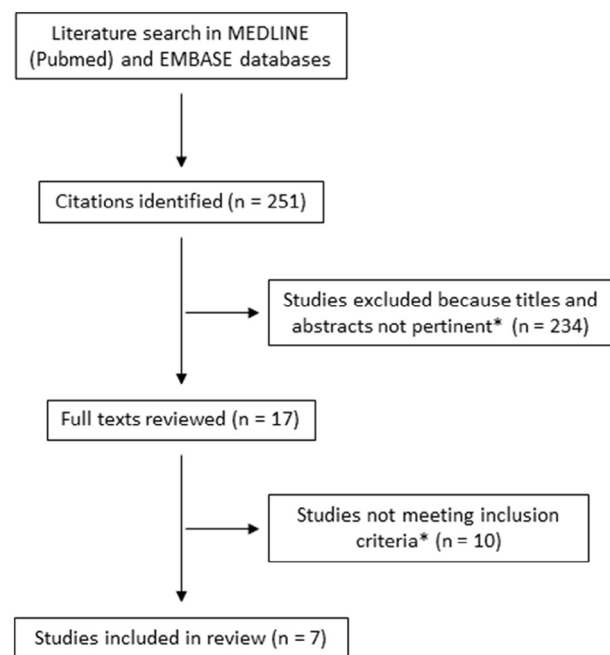 Literature search in MEDLINE
(Pubmed) and EMBASE databases
Citations identified (n = 251)
Studies excluded because titles and
abstracts not pertinent* (n = 234)
Full texts reviewed (n = 17)
Studies not meeting inclusion
criteria* (n = 10)
Studies included in review (n = 7)